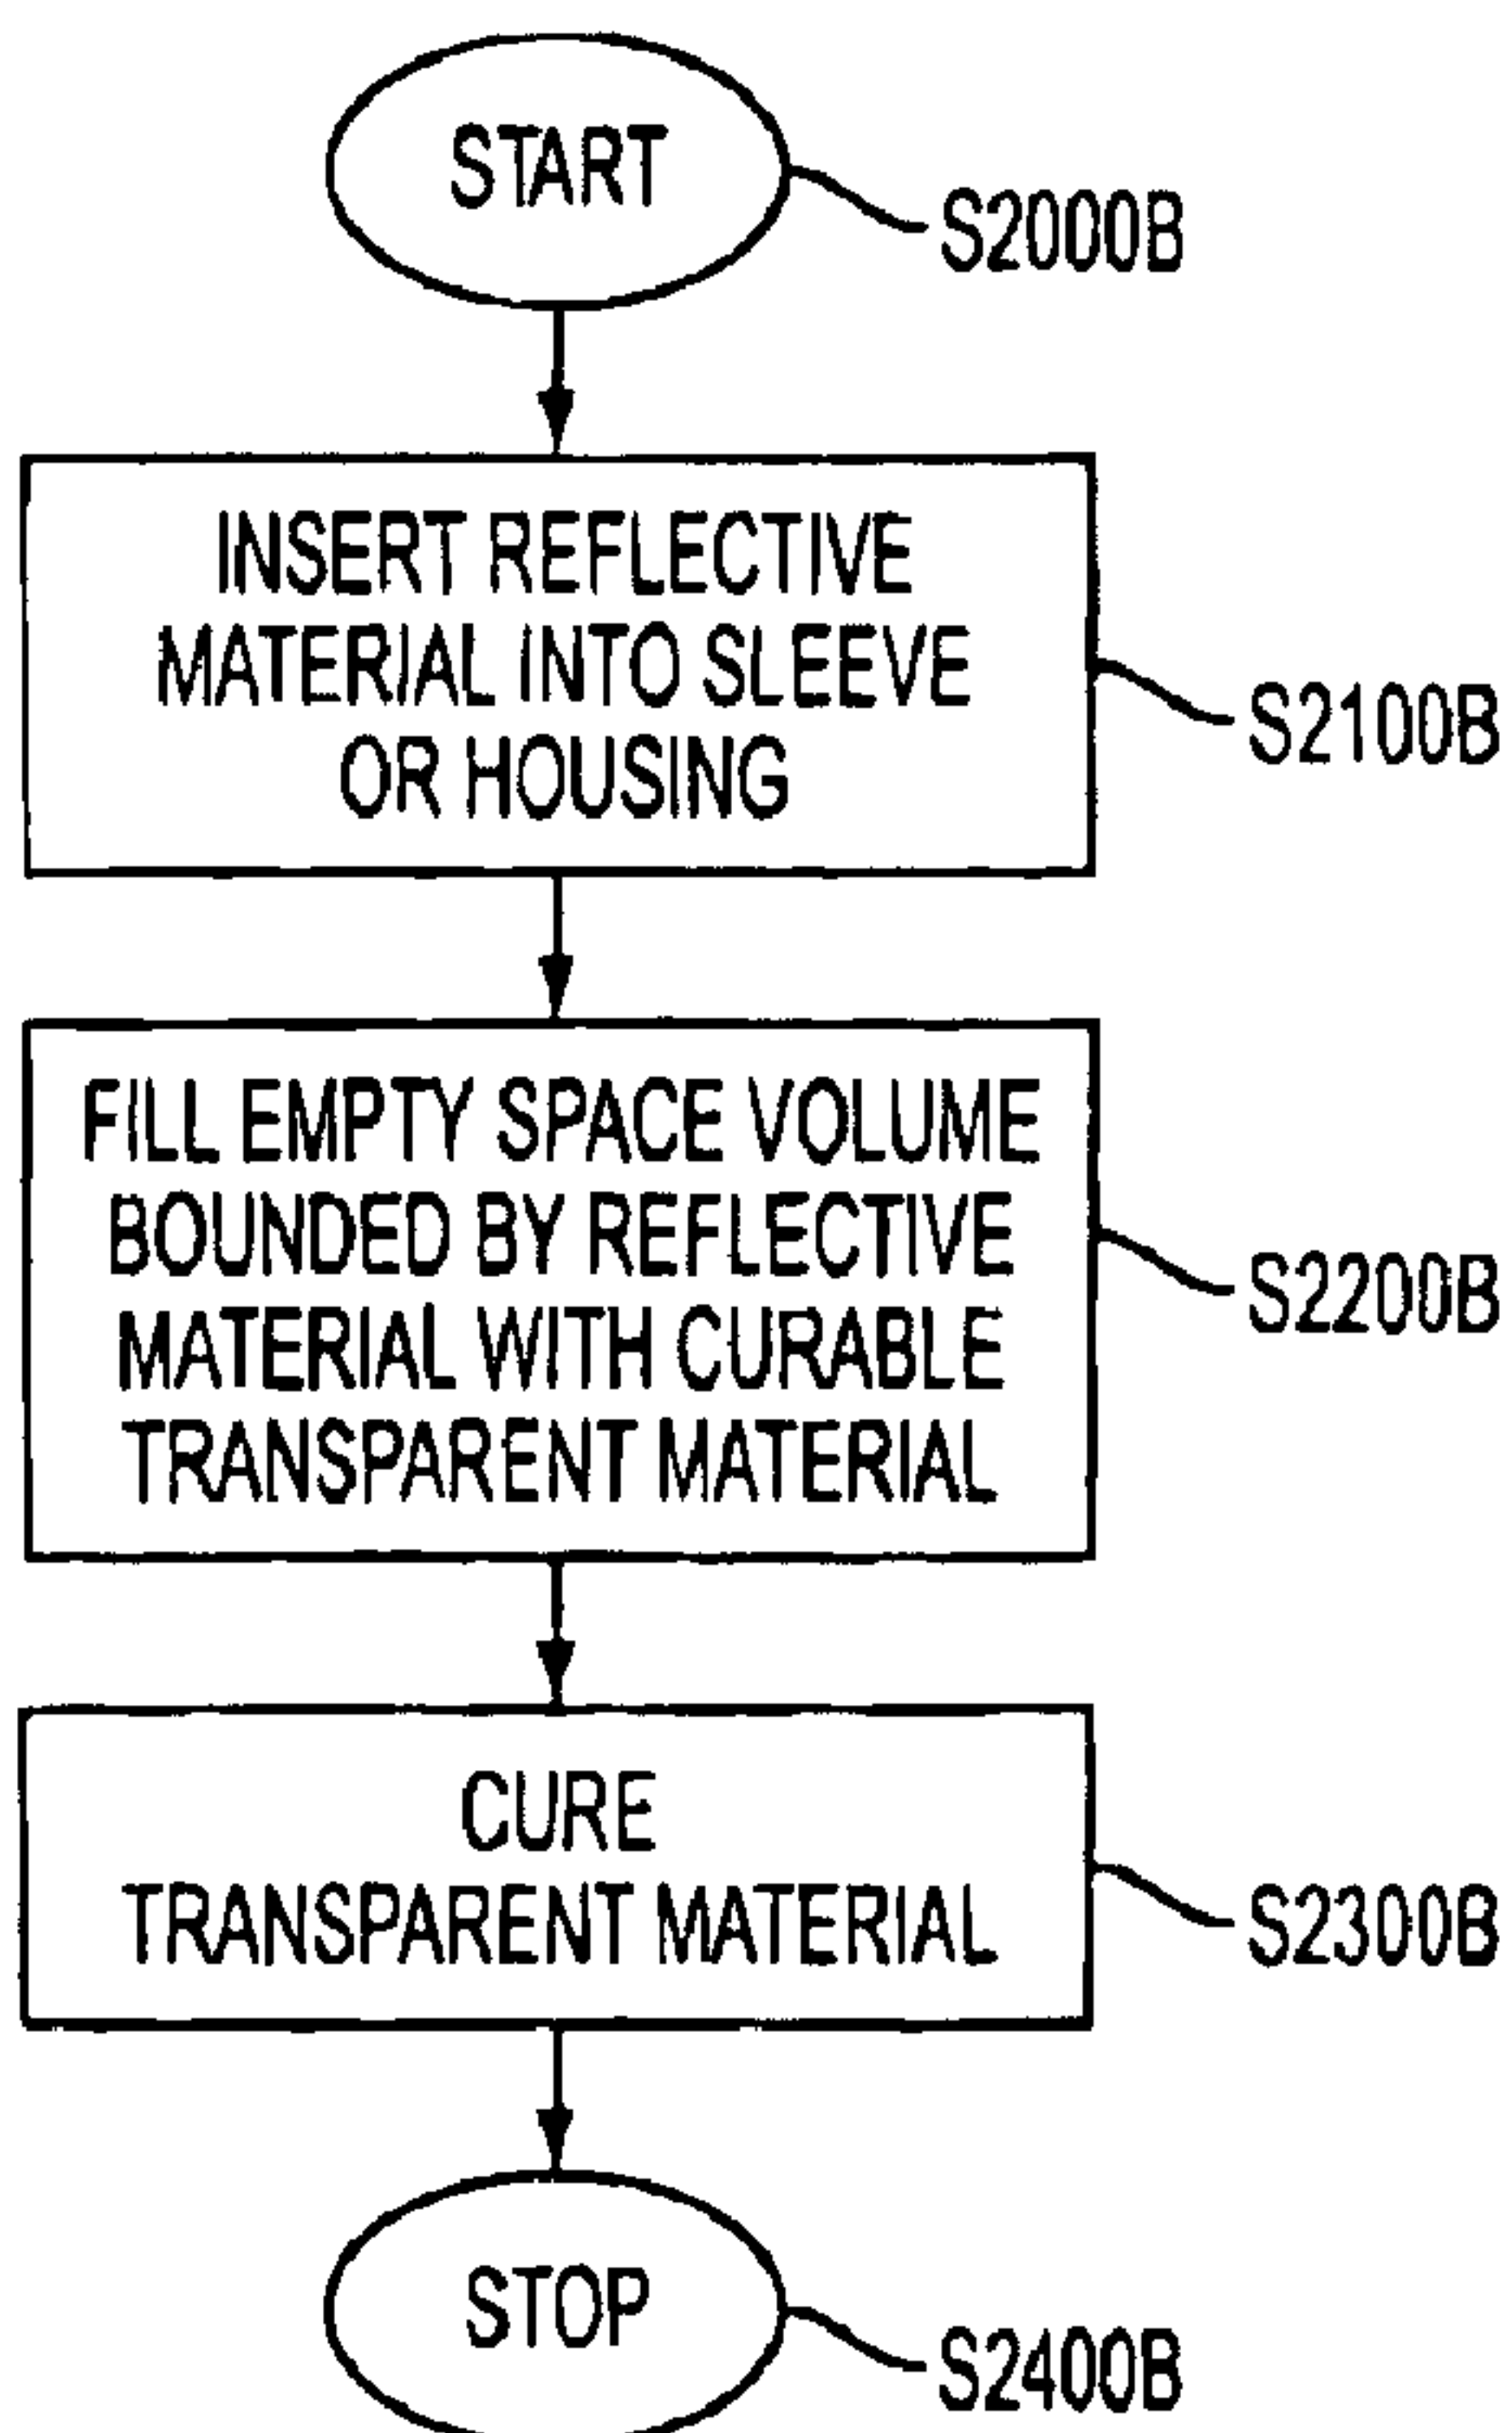 START
S2000B
INSERT REFLECTIVE
MATERIAL INTO SLEEVE
OR HOUSING
S2100B
FILL EMPTY SPACE VOLUME
BOUNDED BY REFLECTIVE
MATERIAL WITH CURABLE
TRANSPARENT MATERIAL
S2200B
CURE
TRANSPARENT MATERIAL
S2300B
STOP
S2400B